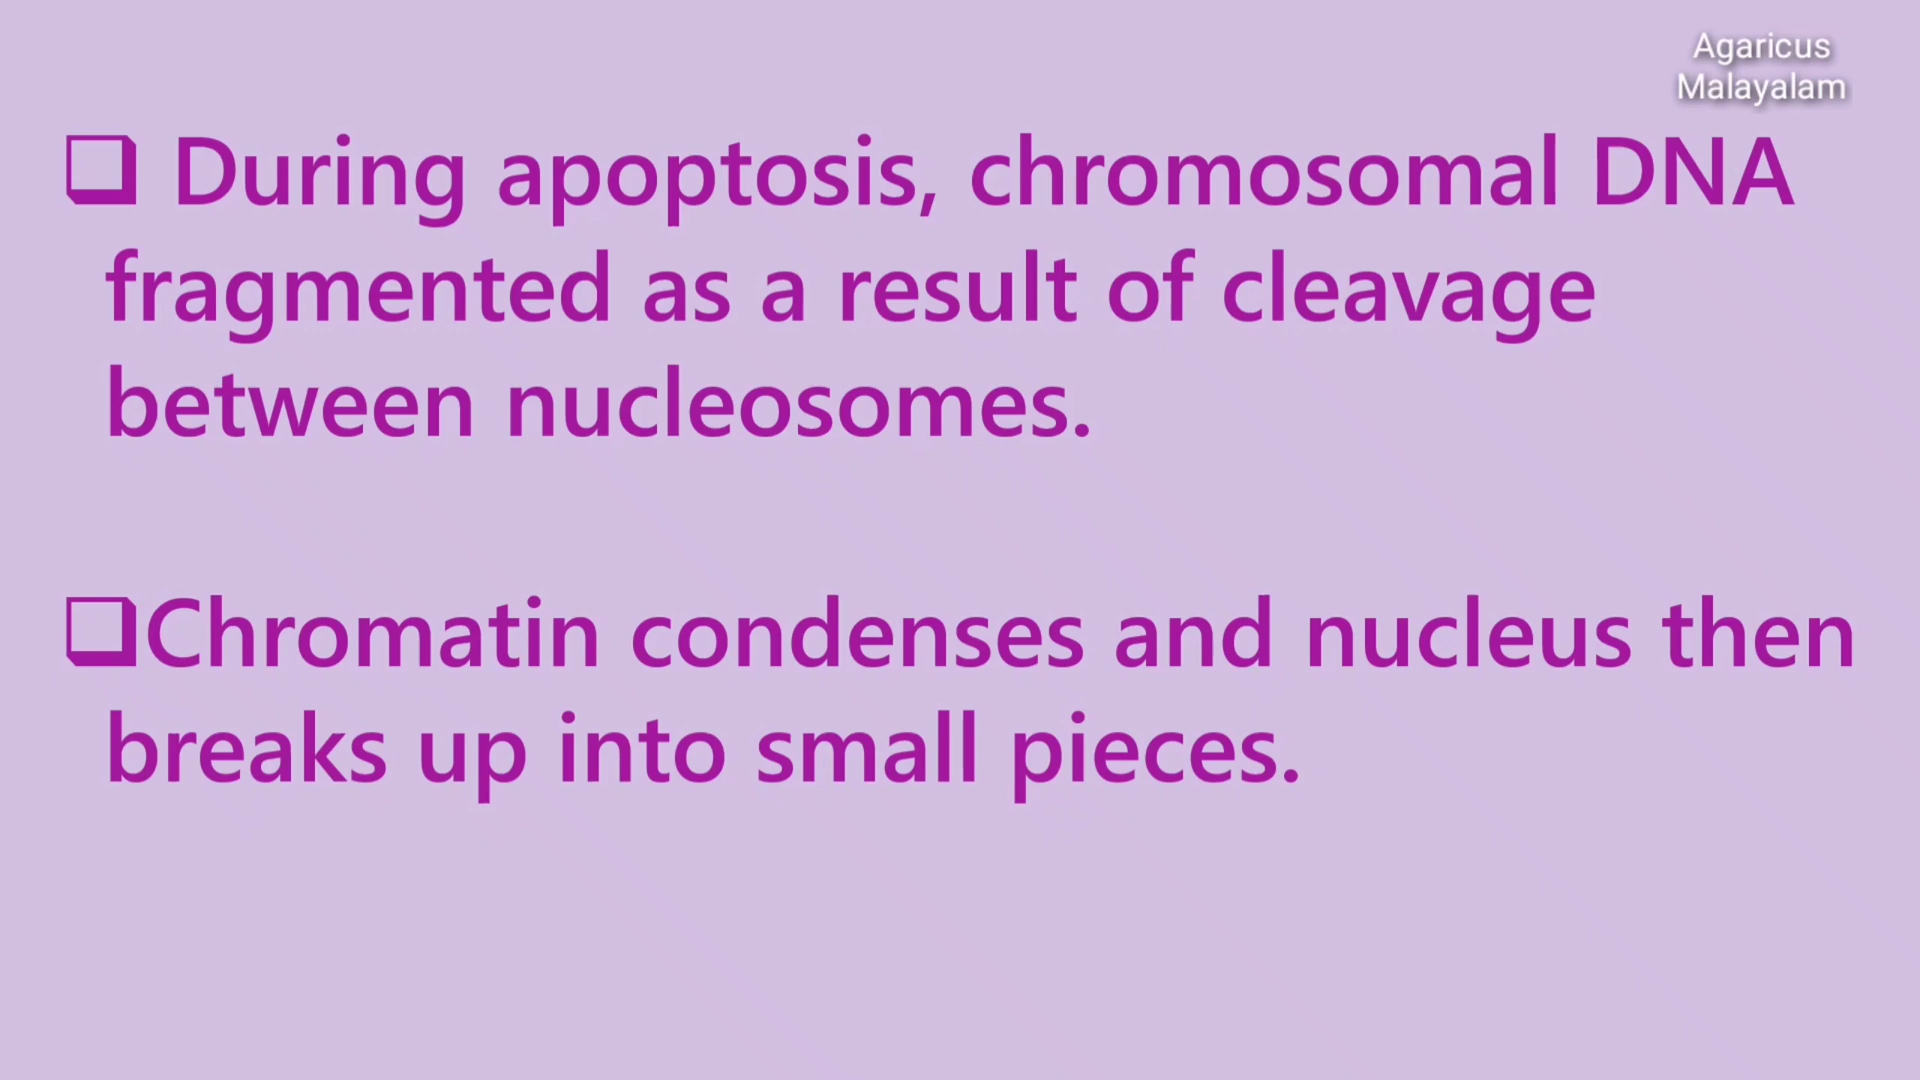 Agaricus
Malayalam
❑ During apoptosis, chromosomal DNA
fragmented as a result of cleavage
between nucleosomes.
❑Chromatin condenses and nucleus then
breaks up into small pieces.